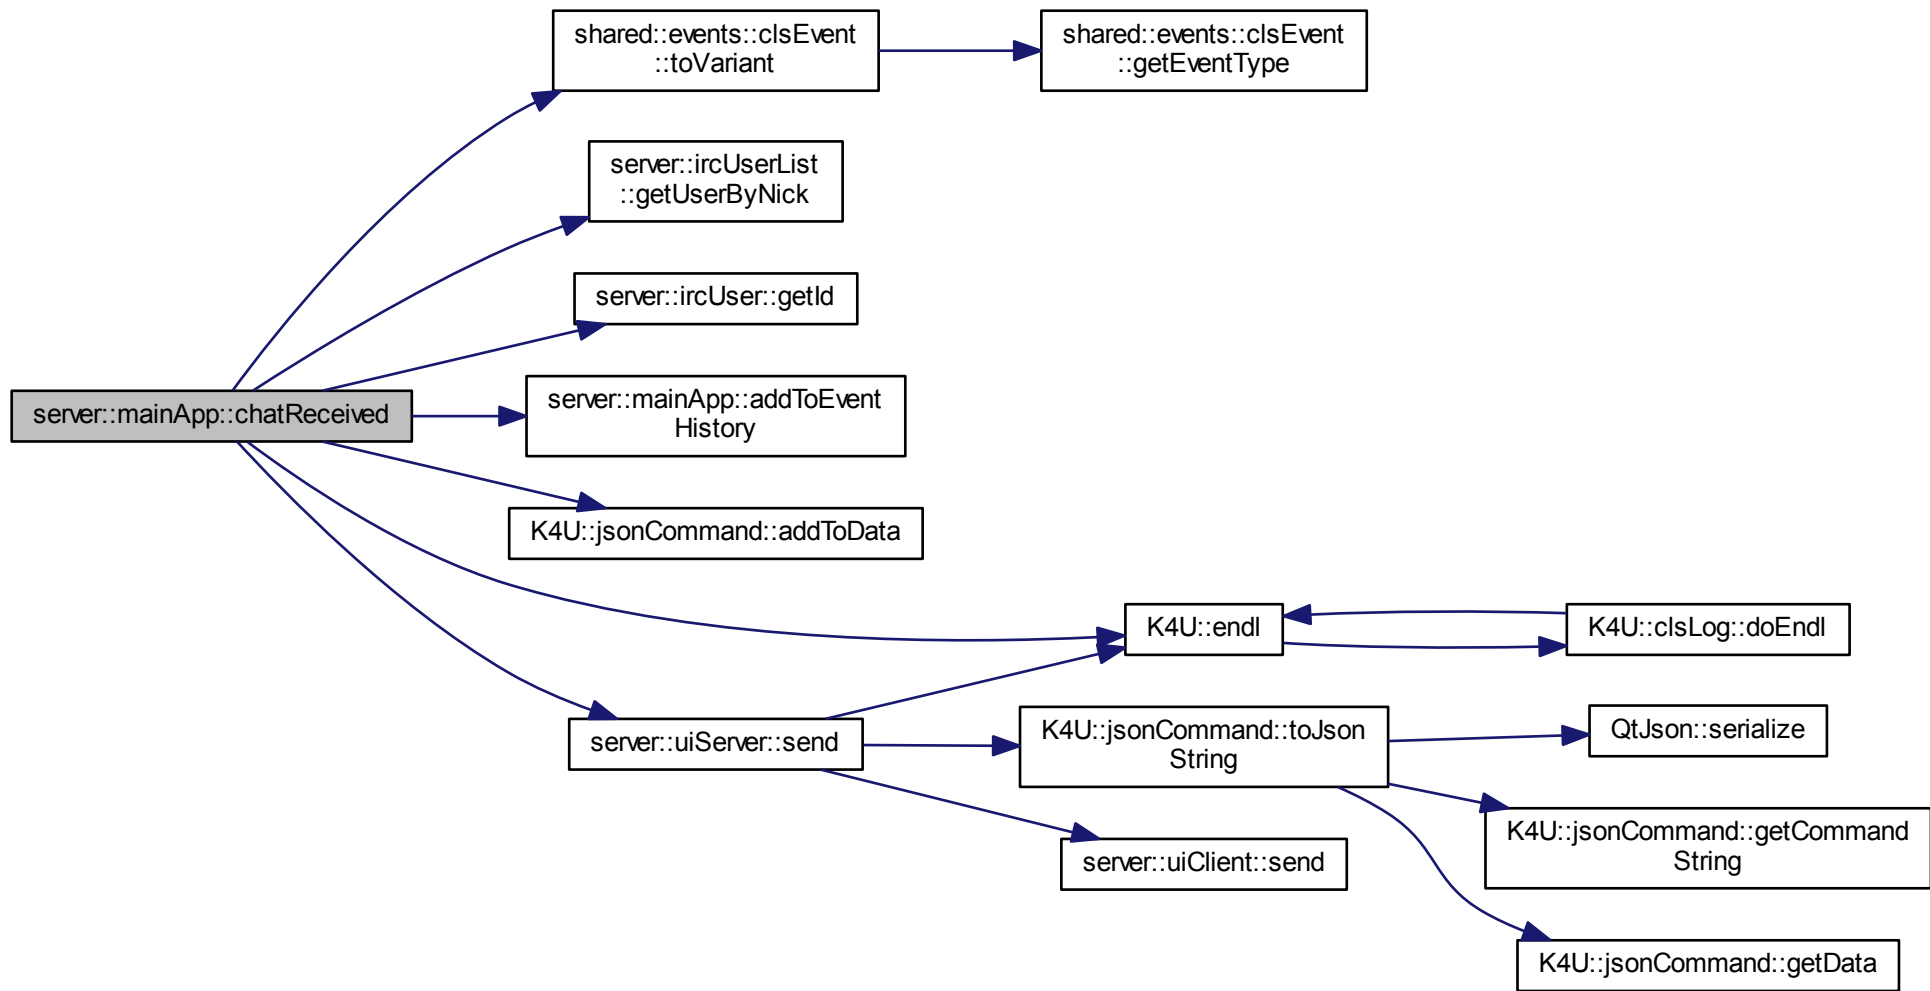 shared::events::clsEvent
::toVariant
shared::events::clsEvent
::getEventType
server::ircUserList
::getUserByNick
server::ircUser::getId
server::mainApp::chatReceived
server::mainApp::addToEvent
History
K4U::jsonCommand::addToData
K4U::endl
K4U::clsLog::doEndl
server::uiServer::send
K4U::jsonCommand::toJson
String
QtJson::serialize
K4U::jsonCommand::getCommand
String
server::uiClient::send
K4U::jsonCommand::getData